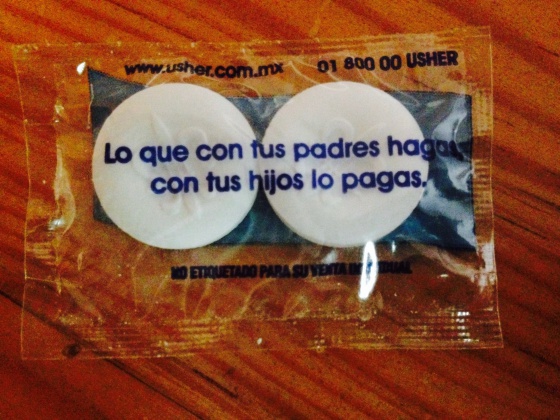 www.usher.com.mx 01 800 00 USHER
Lo que con tus padres hagas,
con tus hijos lo pagas.
NO ETIQUETADO PARA SU VENTA INDIVIDUAL